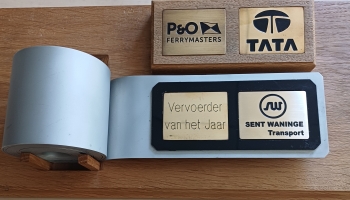 P&O
FERRYMASTERS
TATA
Vervoerder
van het Jaar
SENT WANINGE
Transport